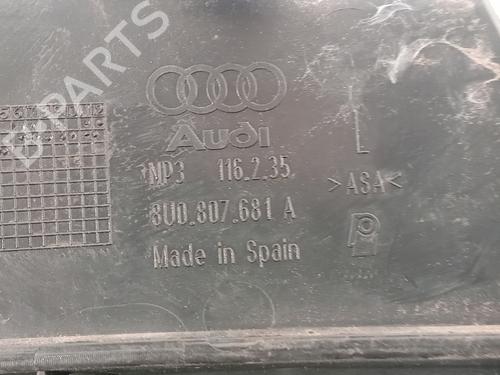 B PARTS
Audi
L
MP3 116.2.35
>ASA<
8U0.807.681 A
Made in Spain